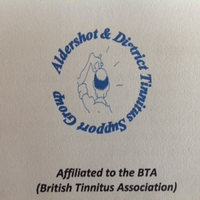 Aldershot & District Tinnitus Support Group
Affiliated to the BTA
(British Tinnitus Association)